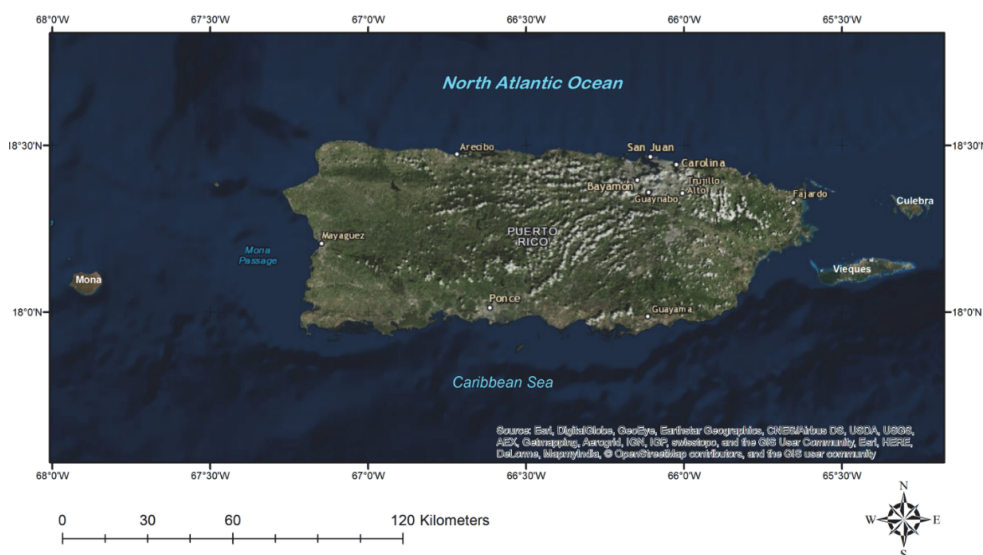 68°0'W 67°30'W 67°0'W 66°30'W 66°0'W 65°30'W
North Atlantic Ocean
18°30'N 18°30'N
Arecibo
San Juan
Carolina
Trujillo
Alto
Bayamon
Guaynabo
Fajardo
Culebra
PUERTO
RICO
Mayaguez
Mona
Passage
Vieques
Mona
Ponce
Guayama
18°0'N 18°0'N
Caribbean Sea
Source: Esri, DigitalGlobe, GeoEye, Earthstar Geographics, CNES/Airbus DS, USDA, USGS,
AEX, Getmapping, Aerogrid, IGN, IGP, swisstopo, and the GIS User Community, Esri, HERE,
DeLorme, MapmyIndia, © OpenStreetMap contributors, and the GIS user community
68°0'W 67°30'W 67°0'W 66°30'W 66°0'W 65°30'W
0 30 60 120 Kilometers
N
W E
S